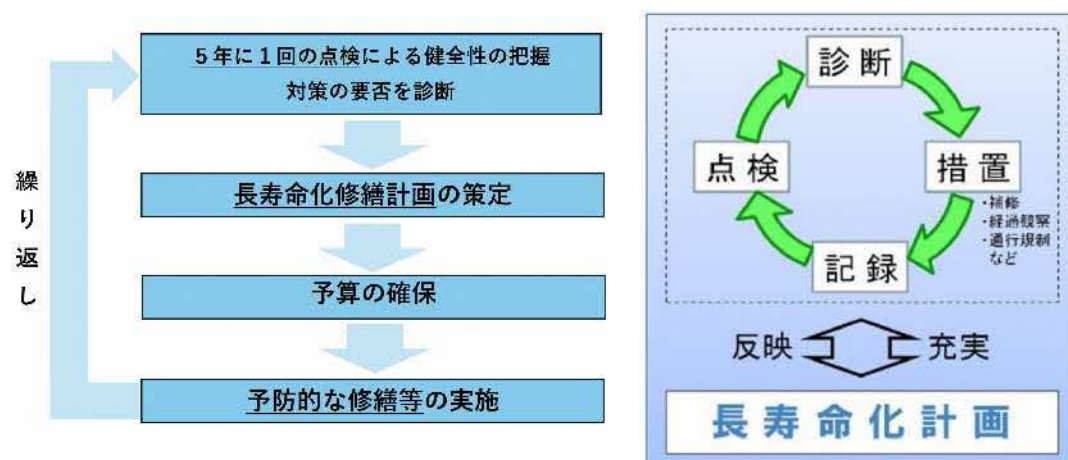 5年に1回の点検による健全性の把握
対策の要否を診断
長寿命化修繕計画の策定
予算の確保
予防的な修繕等の実施
繰り返し
診断
点検
措置
・補修
・経過観察
・通行規制
など
記録
反映
充実
長寿命化計画